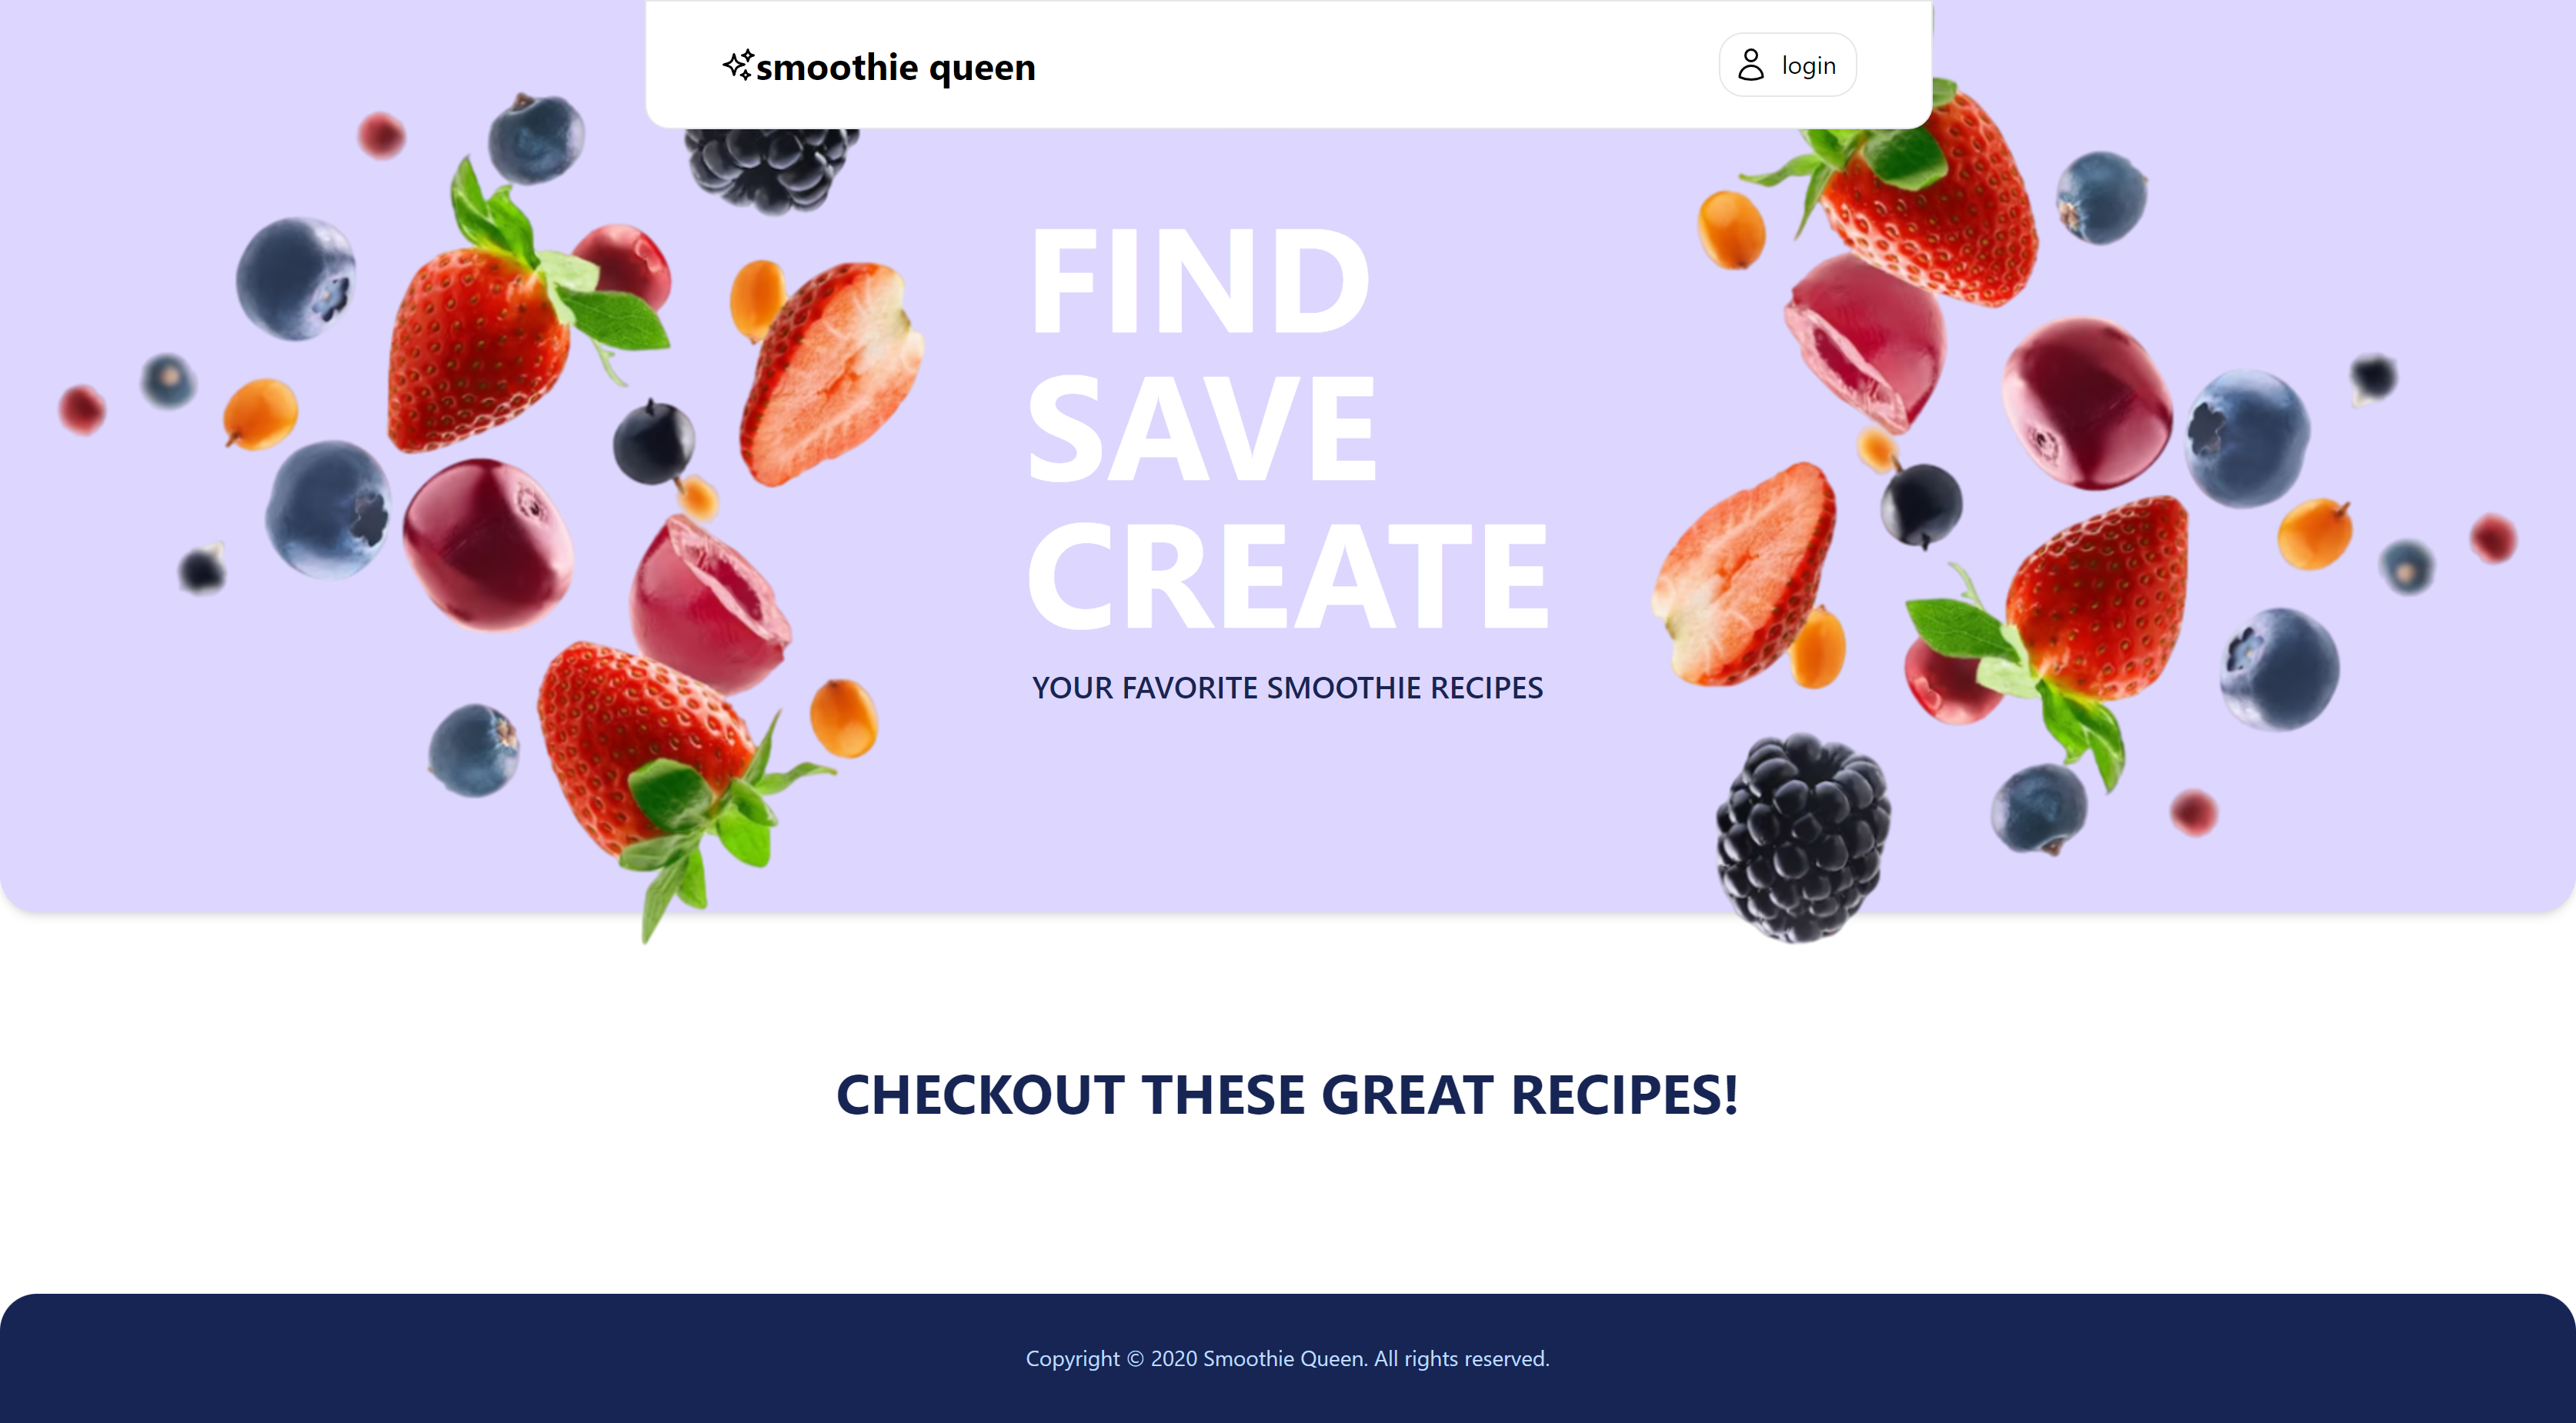 smoothie queen
login
FIND
SAVE
CREATE
YOUR FAVORITE SMOOTHIE RECIPES
CHECKOUT THESE GREAT RECIPES!
Copyright © 2020 Smoothie Queen. All rights reserved.